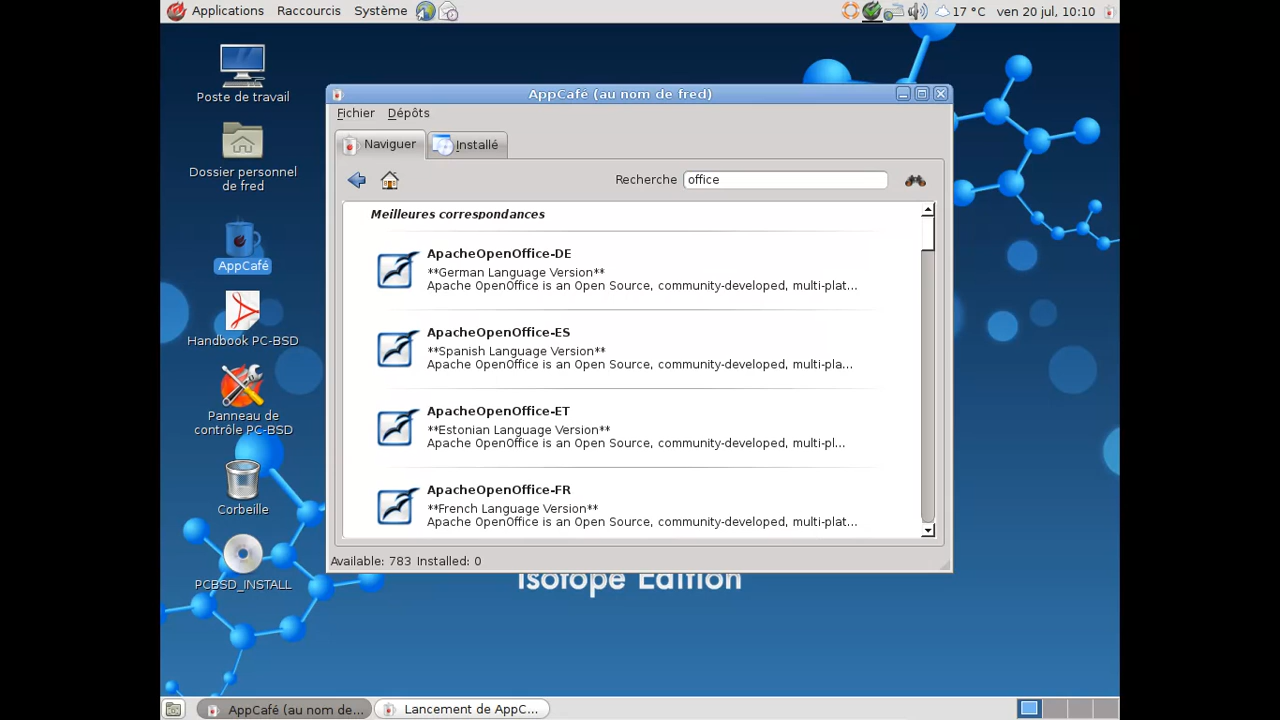 Applications Raccourcis Système 17 °C ven 20 jul, 10:10
Poste de travail
Dossier personnel
de fred
AppCafé
Handbook PC-BSD
Panneau de
contrôle PC-BSD
Corbeille
PCBSD_INSTALL
AppCafé (au nom de fred)
Fichier Dépôts
Naviguer Installé
Recherche office
Meilleures correspondances
ApacheOpenOffice-DE
**German Language Version**
Apache OpenOffice is an Open Source, community-developed, multi-plat...
ApacheOpenOffice-ES
**Spanish Language Version**
Apache OpenOffice is an Open Source, community-developed, multi-pla...
ApacheOpenOffice-ET
**Estonian Language Version**
Apache OpenOffice is an Open Source, community-developed, multi-pl...
ApacheOpenOffice-FR
**French Language Version**
Apache OpenOffice is an Open Source, community-developed, multi-plat...
Available: 783 Installed: 0
Isotope Edition
AppCafé (au nom de... Lancement de AppC...